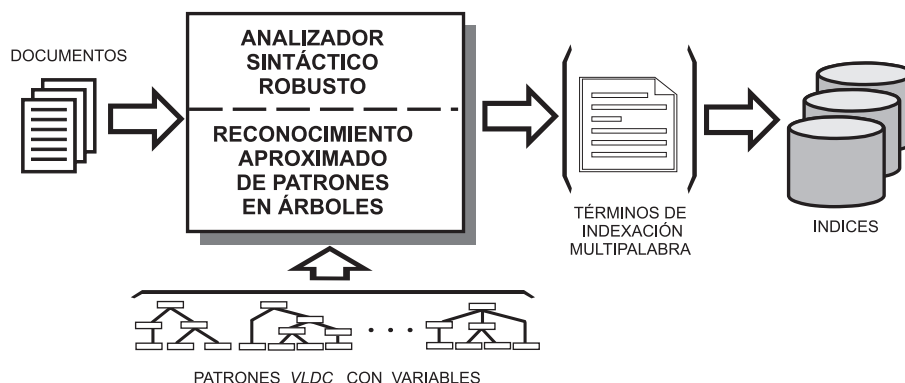 DOCUMENTOS
ANALIZADOR
SINTÁCTICO
ROBUSTO
RECONOCIMIENTO
APROXIMADO
DE PATRONES
EN ÁRBOLES
TÉRMINOS DE
INDEXACIÓN
MULTIPALABRA
INDICES
PATRONES VLDC CON VARIABLES